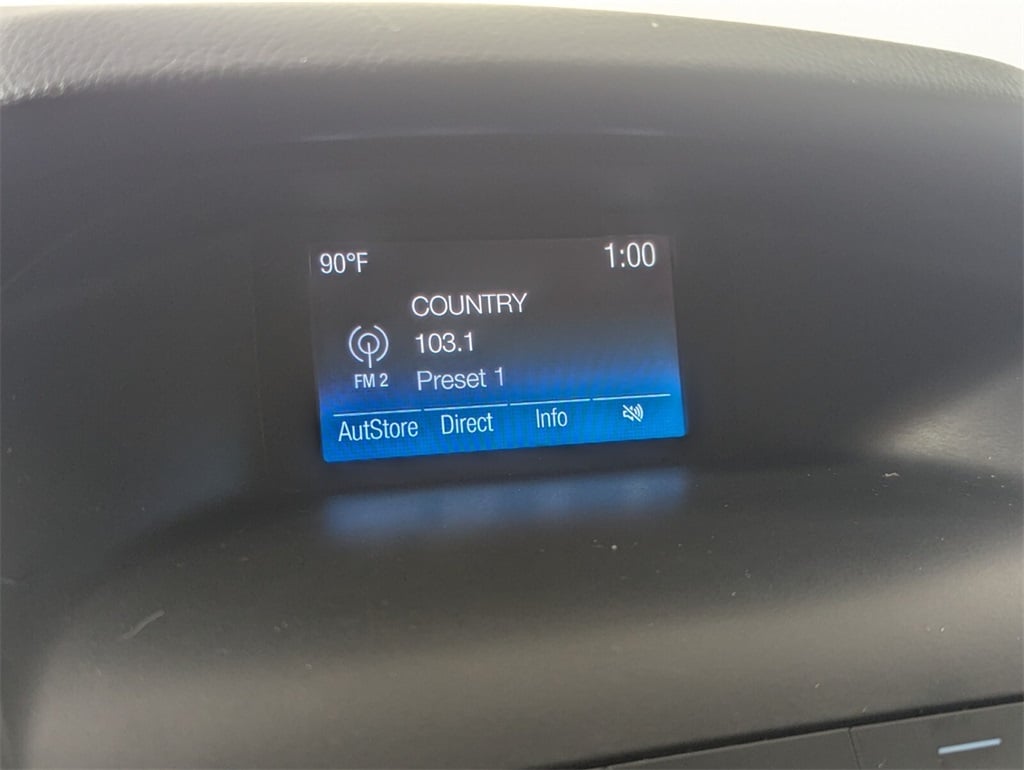 90°F 1:00
COUNTRY
103.1
FM 2 Preset 1
AutStore Direct Info